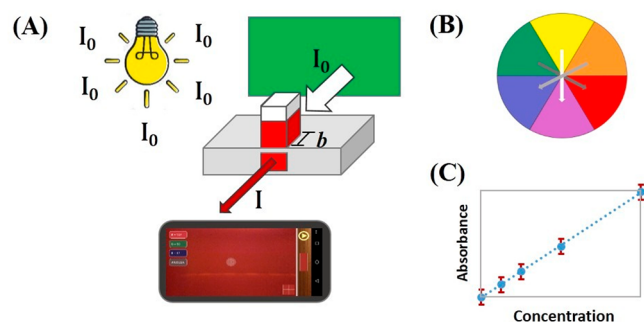 (A)
I₀
I₀
I₀
I₀
I₀
I₀
b
I
(B)
(C)
Absorbance
Concentration